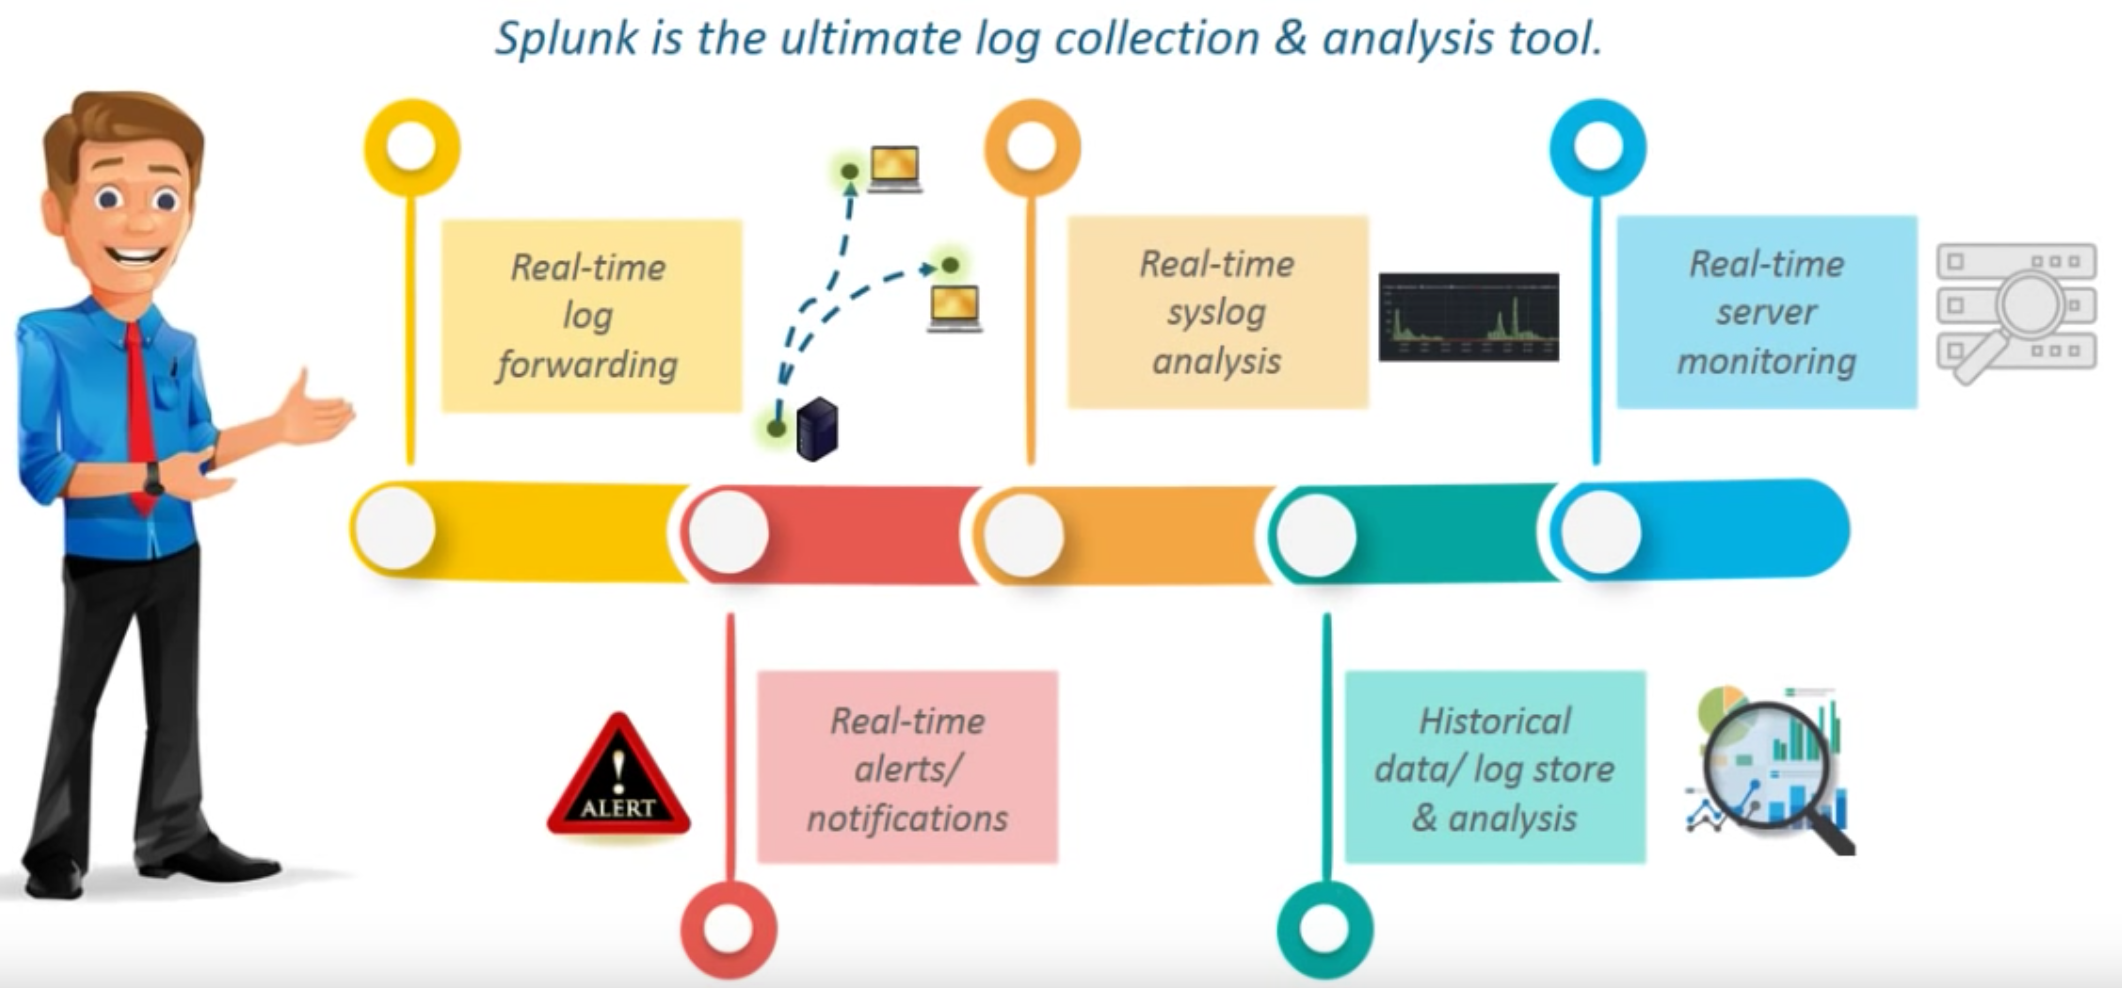 Splunk is the ultimate log collection & analysis tool.
Real-time
log
forwarding
Real-time
syslog
analysis
Real-time
server
monitoring
ALERT
Real-time
alerts/
notifications
Historical
data/ log store
& analysis